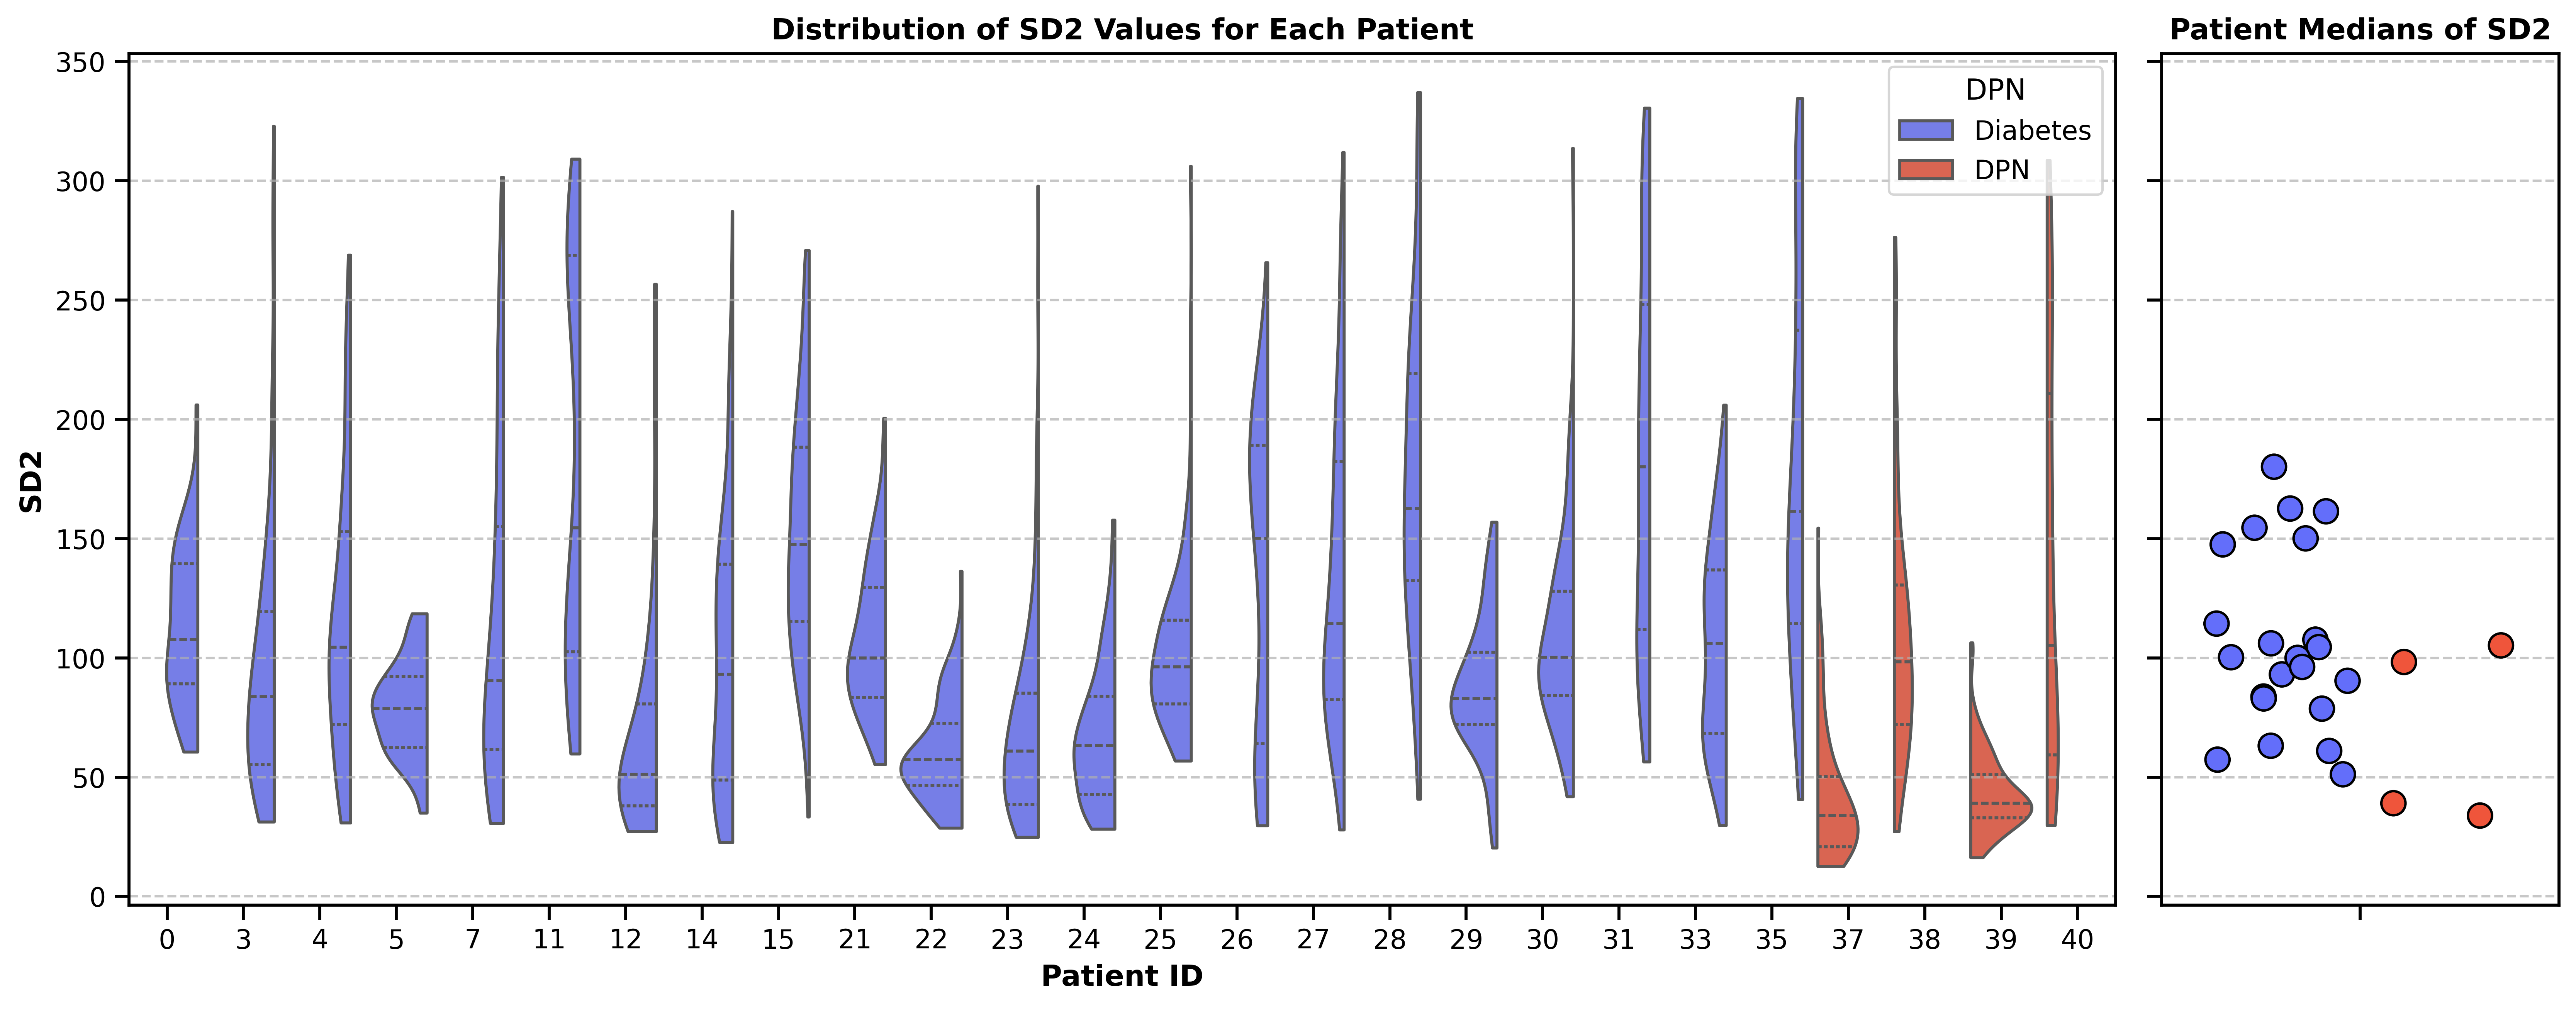 Distribution of SD2 Values for Each Patient
Patient Medians of SD2
350
300
250
200
150
100
50
0
SD2
DPN
Diabetes
DPN
0 3 4 5 7 11 12 14 15 21 22 23 24 25 26 27 28 29 30 31 33 35 37 38 39 40
Patient ID